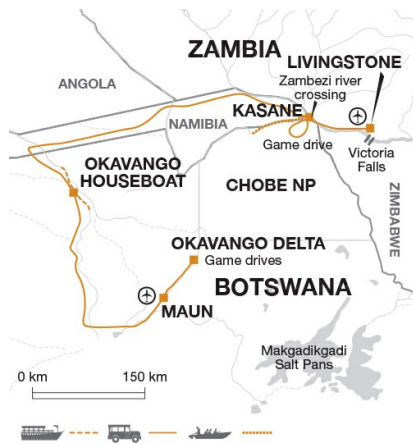 ZAMBIA
LIVINGSTONE
Zambezi river
crossing
ANGOLA
KASANE
NAMIBIA
Game drive
Victoria
Falls
OKAVANGO
HOUSEBOAT
CHOBE NP
ZIMBABWE
OKAVANGO DELTA
Game drives
BOTSWANA
MAUN
Makgadikgadi
Salt Pans
0 km 150 km